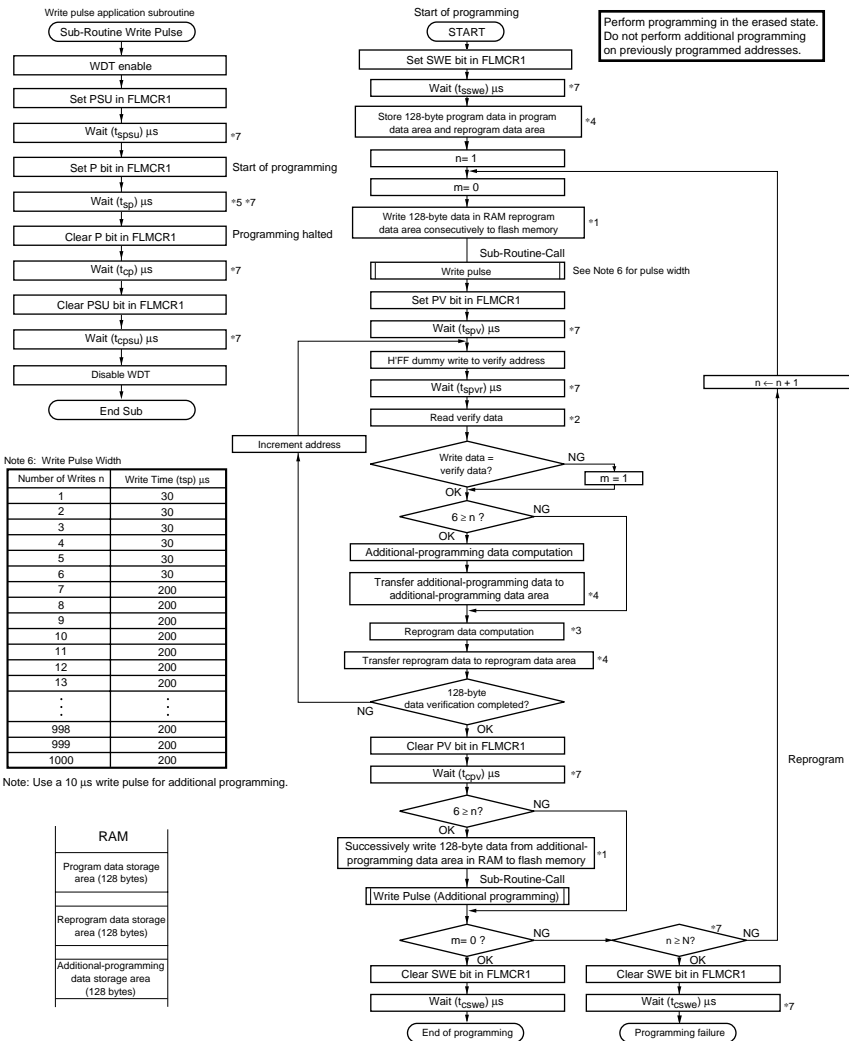 Write pulse application subroutine
Sub-Routine Write Pulse
WDT enable
Set PSU in FLMCR1
Wait (tspsu) µs
*7
Set P bit in FLMCR1
Start of programming
Wait (tsp) µs
*5 *7
Clear P bit in FLMCR1
Programming halted
Wait (tcp) µs
*7
Clear PSU bit in FLMCR1
Wait (tcpsu) µs
*7
Disable WDT
End Sub
Note 6: Write Pulse Width
Number of Writes n Write Time (tsp) µs
1 30
2 30
3 30
4 30
5 30
6 30
7 200
8 200
9 200
10 200
11 200
12 200
13 200
998 200
999 200
1000 200
Note: Use a 10 µs write pulse for additional programming.
RAM
Program data storage
area (128 bytes)
Reprogram data storage
area (128 bytes)
Additional-programming
data storage area
(128 bytes)
Start of programming
START
Set SWE bit in FLMCR1
Wait (tsswe) µs
*7
Store 128-byte program data in program
data area and reprogram data area
*4
n= 1
m= 0
Write 128-byte data in RAM reprogram
data area consecutively to flash memory
*1
Sub-Routine-Call
Write pulse
See Note 6 for pulse width
Set PV bit in FLMCR1
Wait (tspv) µs
*7
H'FF dummy write to verify address
Wait (tspvr) µs
*7
Read verify data
*2
Increment address
Write data =
verify data?
NG
m = 1
OK
6 ≥ n ?
NG
OK
Additional-programming data computation
Transfer additional-programming data to
additional-programming data area
*4
Reprogram data computation
*3
Transfer reprogram data to reprogram data area
*4
128-byte
data verification completed?
NG
OK
Clear PV bit in FLMCR1
Wait (tcpv) µs
*7
6 ≥ n?
NG
OK
Successively write 128-byte data from additional-
programming data area in RAM to flash memory
*1
Sub-Routine-Call
Write Pulse (Additional programming)
m= 0 ?
NG
OK
Clear SWE bit in FLMCR1
Wait (tcswe) µs
End of programming
n ≥ N?
*7
NG
OK
Clear SWE bit in FLMCR1
Wait (tcswe) µs
*7
Programming failure
n ← n + 1
Reprogram
Perform programming in the erased state.
Do not perform additional programming
on previously programmed addresses.